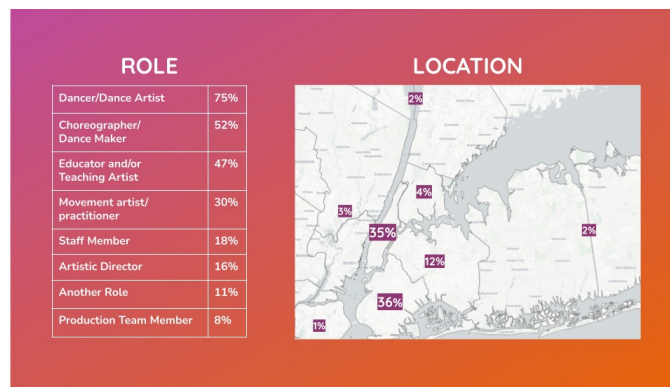 ROLE
Dancer/Dance Artist 75%
Choreographer/ 52%
Dance Maker
Educator and/or 47%
Teaching Artist
Movement artist/ 30%
practitioner
Staff Member 18%
Artistic Director 16%
Another Role 11%
Production Team Member 8%
LOCATION
2%
4%
3%
35%
2%
12%
36%
1%